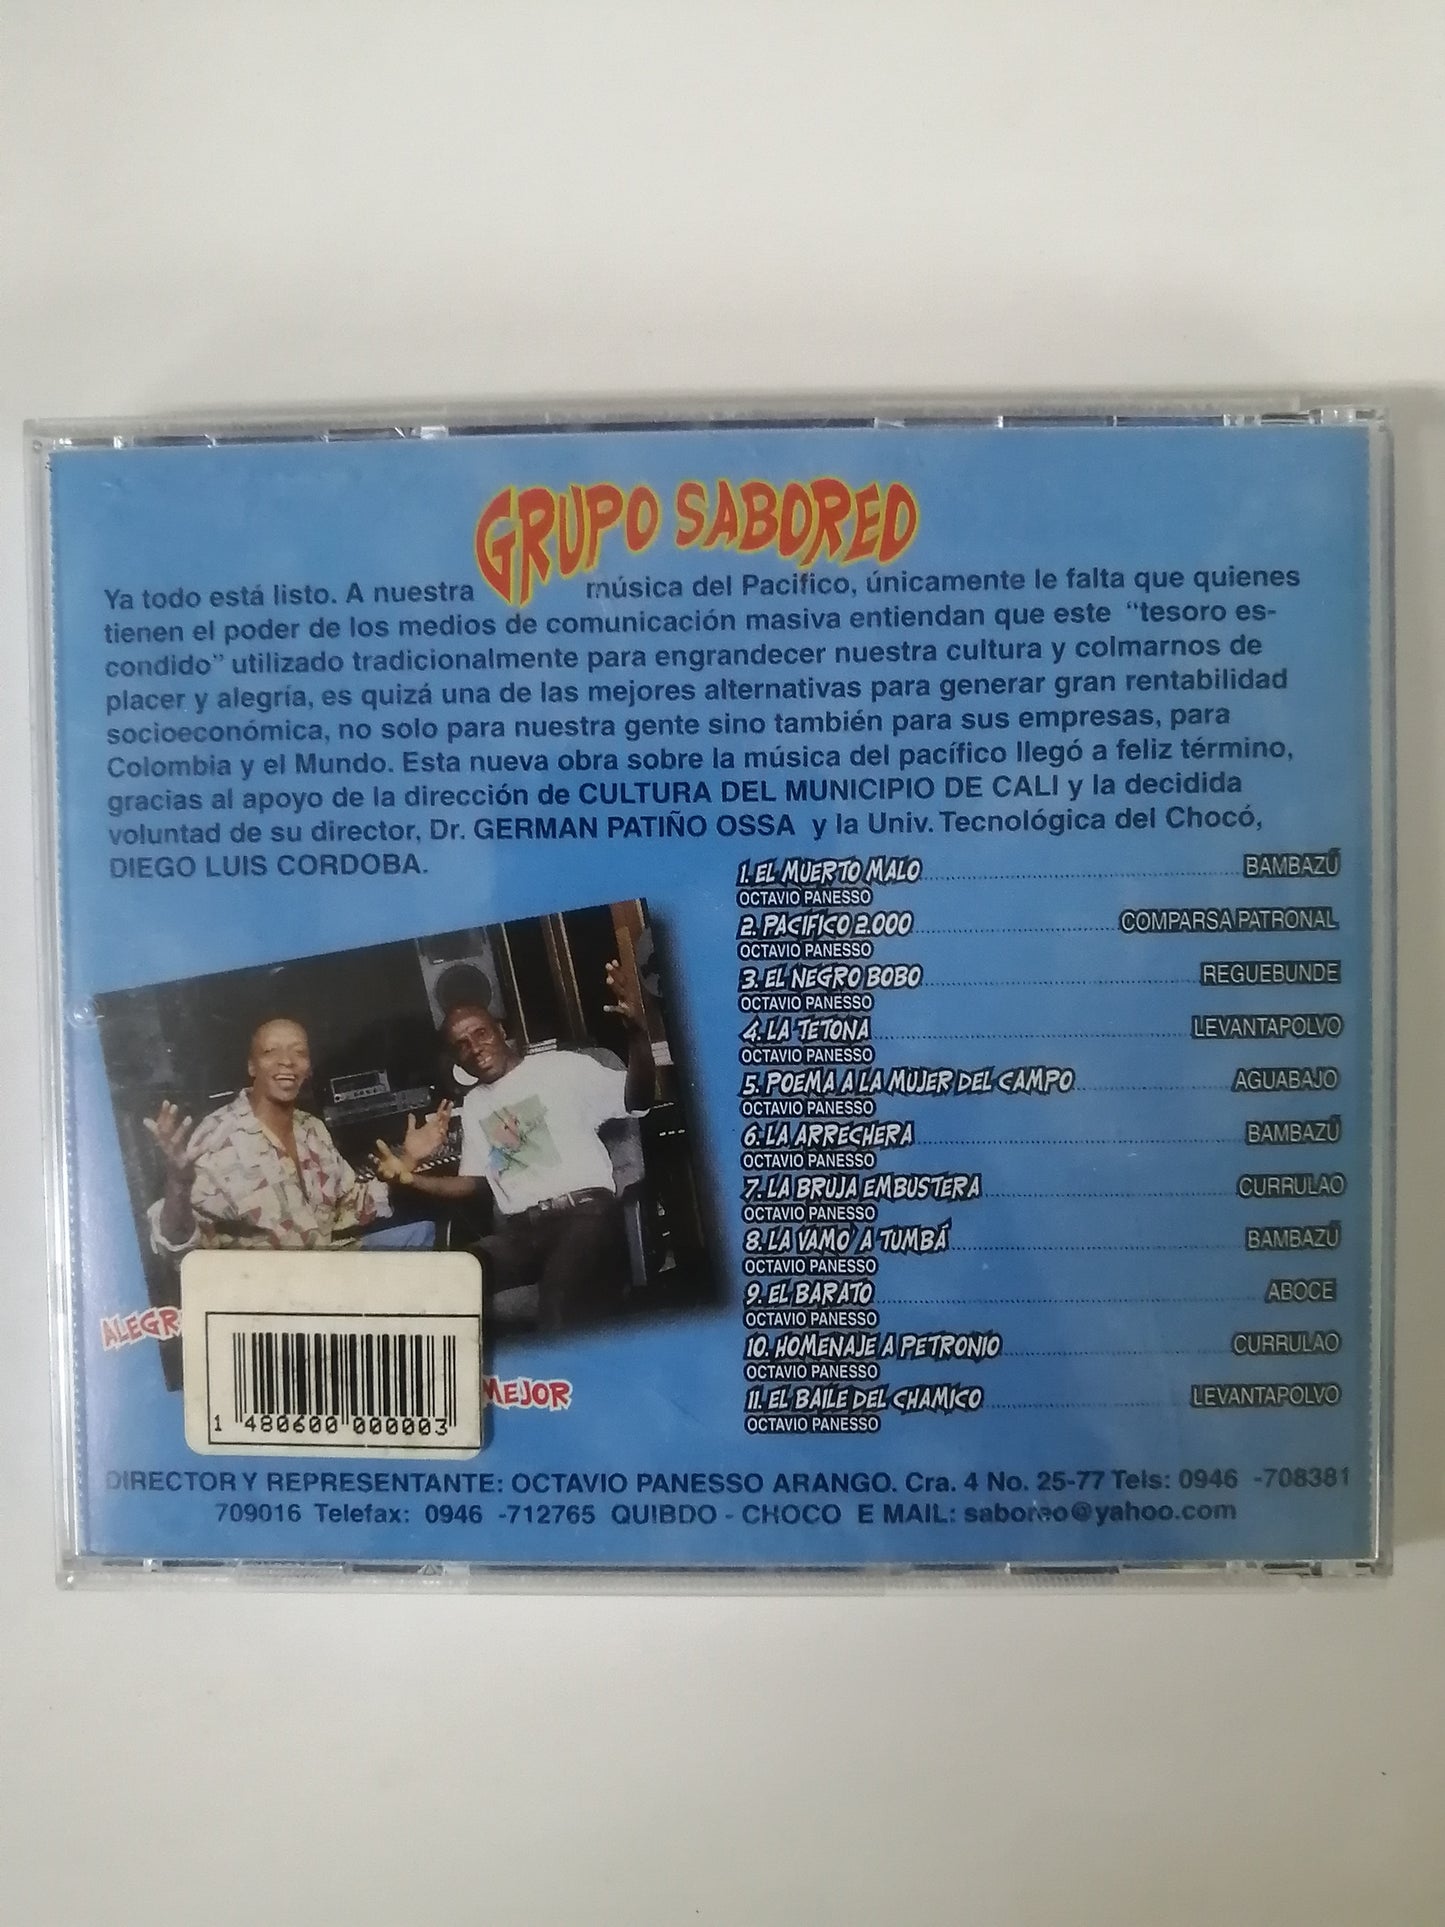 GRUPO SABOREO
Ya todo está listo. A nuestra música del Pacifico, únicamente le falta que quienes
tienen el poder de los medios de comunicación masiva entiendan que este "tesoro es-
condido" utilizado tradicionalmente para engrandecer nuestra cultura y colmarnos de
placer y alegría, es quizá una de las mejores alternativas para generar gran rentabilidad
socioeconómica, no solo para nuestra gente sino también para sus empresas, para
Colombia y el Mundo. Esta nueva obra sobre la música del pacífico llegó a feliz término,
gracias al apoyo de la dirección de CULTURA DEL MUNICIPIO DE CALI y la decidida
voluntad de su director, Dr. GERMAN PATIÑO OSSA y la Univ. Tecnológica del Chocó,
DIEGO LUIS CORDOBA.
1. EL MUERTO MALO BAMBAZÚ
OCTAVIO PANESSO
2. PACIFICO 2.000 COMPARSA PATRONAL
OCTAVIO PANESSO
3. EL NEGRO BOBO REGUEBUNDE
OCTAVIO PANESSO
4. LA TETONA LEVANTAPOLVO
OCTAVIO PANESSO
5. POEMA A LA MUJER DEL CAMPO AGUABAJO
OCTAVIO PANESSO
6. LA ARRECHERA BAMBAZÚ
OCTAVIO PANESSO
7. LA BRUJA EMBUSTERA CURRULAO
OCTAVIO PANESSO
8. LA VAMO' A TUMBÁ BAMBAZÚ
OCTAVIO PANESSO
9. EL BARATO ABOCE
OCTAVIO PANESSO
10. HOMENAJE A PETRONIO CURRULAO
OCTAVIO PANESSO
11. EL BAILE DEL CHAMICO LEVANTAPOLVO
OCTAVIO PANESSO
ALEGR
MEJOR
1 480600 000003
DIRECTOR Y REPRESENTANTE: OCTAVIO PANESSO ARANGO. Cra. 4 No. 25-77 Tels: 0946 -708381
709016 Telefax: 0946 -712765 QUIBDO - CHOCO E MAIL: saboreo@yahoo.com